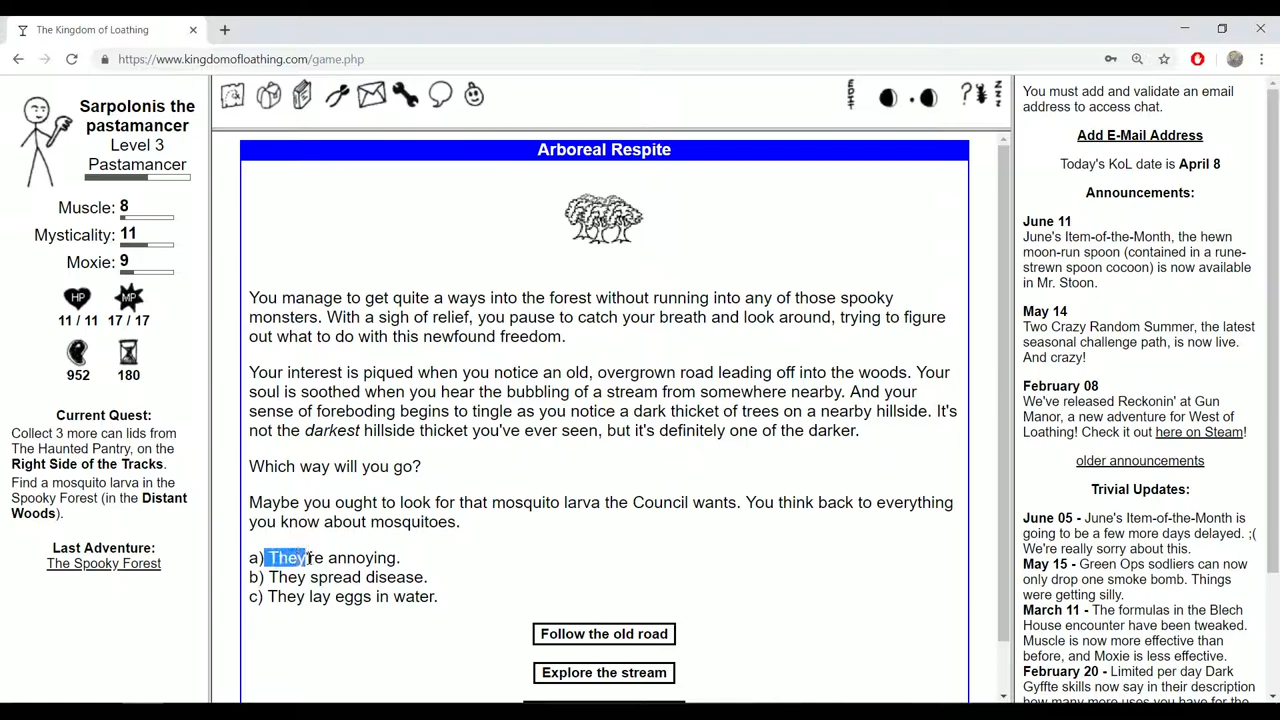 The Kingdom of Loathing
https://www.kingdomofloathing.com/game.php
Sarpolonis the
pastamancer
Level 3
Pastamancer
Muscle: 8
Mysticality: 11
Moxie: 9
HP
MP
11 / 11
17 / 17
952
180
Current Quest:
Collect 3 more can lids from
The Haunted Pantry, on the
Right Side of the Tracks.
Find a mosquito larva in the
Spooky Forest (in the Distant
Woods).
Last Adventure:
The Spooky Forest
Arboreal Respite
You manage to get quite a ways into the forest without running into any of those spooky
monsters. With a sigh of relief, you pause to catch your breath and look around, trying to figure
out what to do with this newfound freedom.
Your interest is piqued when you notice an old, overgrown road leading off into the woods. Your
soul is soothed when you hear the bubbling of a stream from somewhere nearby. And your
sense of foreboding begins to tingle as you notice a dark thicket of trees on a nearby hillside. It's
not the darkest hillside thicket you've ever seen, but it's definitely one of the darker.
Which way will you go?
Maybe you ought to look for that mosquito larva the Council wants. You think back to everything
you know about mosquitoes.
a) They're annoying.
b) They spread disease.
c) They lay eggs in water.
Follow the old road
Explore the stream
You must add and validate an email
address to access chat.
Add E-Mail Address
Today's KoL date is April 8
Announcements:
June 11
June's Item-of-the-Month, the hewn
moon-run spoon (contained in a rune-
strewn spoon cocoon) is now available
in Mr. Stoon.
May 14
Two Crazy Random Summer, the latest
seasonal challenge path, is now live.
And crazy!
February 08
We've released Reckonin' at Gun
Manor, a new adventure for West of
Loathing! Check it out here on Steam!
older announcements
Trivial Updates:
June 05 - June's Item-of-the-Month is
going to be a few more days delayed. ;(
We're really sorry about this.
May 15 - Green Ops sodliers can now
only drop one smoke bomb. Things
were getting silly.
March 11 - The formulas in the Blech
House encounter have been tweaked.
Muscle is now more effective than
before, and Moxie is less effective.
February 20 - Limited per day Dark
Gyffte skills now say in their description
how many more uses you have for the